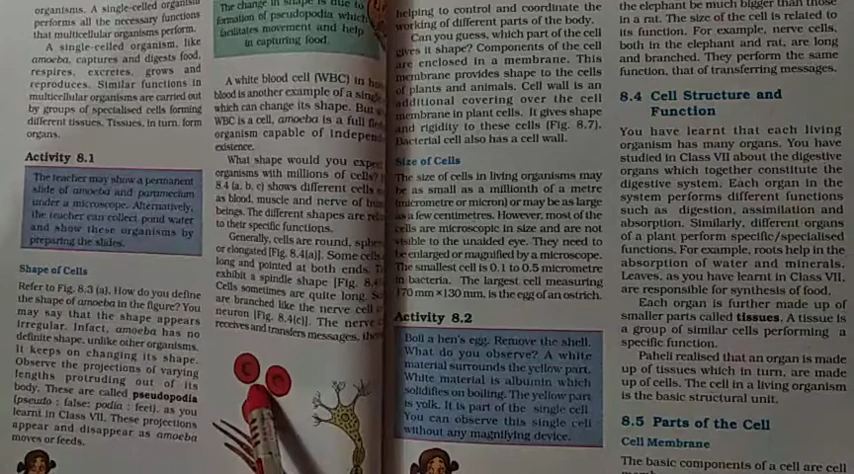 organisms. A single-celled organism
performs all the necessary functions
that multicellular organisms perform.
A single-celled organism, like
amoeba, captures and digests food,
respires, excretes, grows and
reproduces. Similar functions in
multicellular organisms are carried out
by groups of specialised cells forming
different tissues. Tissues, in turn, form
organs.
Activity 8.1
The teacher may show a permanent
slide of amoeba and paramecium
under a microscope. Alternatively,
the teacher can collect pond water
and show these organisms by
preparing the slides.
Shape of Cells
Refer to Fig. 8.3 (a). How do you define
the shape of amoeba in the figure? You
may say that the shape appears
irregular. Infact, amoeba has no
definite shape, unlike other organisms.
It keeps on changing its shape.
Observe the projections of varying
lengths protruding out of its
body. These are called pseudopodia
(pseudo : false; podia : feet), as you
learnt in Class VII. These projections
appear and disappear as amoeba
moves or feeds.
The change in shape is due to
formation of pseudopodia which
facilitates movement and help
in capturing food.
A white blood cell (WBC) in
blood is another example of a
which can change its shape. But
WBC is a cell, amoeba is a full
organism capable of
existence.
What shape would you
organisms with millions of cells?
8.4 (a, b, c) shows different cells
as blood, muscle and nerve of
beings. The different shapes are
to their specific functions.
Generally, cells are round,
or elongated [Fig. 8.4(a)]. Some cells
long and pointed at both ends.
exhibit a spindle shape [Fig.
Cells sometimes are quite long.
are branched like the nerve cell
neuron [Fig. 8.4(c)]. The nerve
receives and transfers messages,
helping to control and coordinate the
working of different parts of the body.
Can you guess, which part of the cell
gives it shape? Components of the cell
are enclosed in a membrane. This
membrane provides shape to the cells
of plants and animals. Cell wall is an
additional covering over the cell
membrane in plant cells. It gives shape
and rigidity to these cells (Fig. 8.7).
Bacterial cell also has a cell wall.
Size of Cells
The size of cells in living organisms may
be as small as a millionth of a metre
(micrometre or micron) or may be as large
as a few centimetres. However, most of the
cells are microscopic in size and are not
visible to the unaided eye. They need to
be enlarged or magnified by a microscope.
The smallest cell is 0.1 to 0.5 micrometre
in bacteria. The largest cell measuring
170 mm ×130 mm, is the egg of an ostrich.
Activity 8.2
Boil a hen's egg. Remove the shell.
What do you observe? A white
material surrounds the yellow part.
White material is albumin which
solidifies on boiling. The yellow part
is yolk. It is part of the single cell.
You can observe this single cell
without any magnifying device.
the elephant be much bigger than those
in a rat. The size of the cell is related to
its function. For example, nerve cells,
both in the elephant and rat, are long
and branched. They perform the same
function, that of transferring messages.
8.4 Cell Structure and
Function
You have learnt that each living
organism has many organs. You have
studied in Class VII about the digestive
organs which together constitute the
digestive system. Each organ in the
system performs different functions
such as digestion, assimilation and
absorption. Similarly, different organs
of a plant perform specific/specialised
functions. For example, roots help in the
absorption of water and minerals.
Leaves, as you have learnt in Class VII,
are responsible for synthesis of food.
Each organ is further made up of
smaller parts called tissues. A tissue is
a group of similar cells performing a
specific function.
Paheli realised that an organ is made
up of tissues which in turn, are made
up of cells. The cell in a living organism
is the basic structural unit.
8.5 Parts of the Cell
Cell Membrane
The basic components of a cell are cell